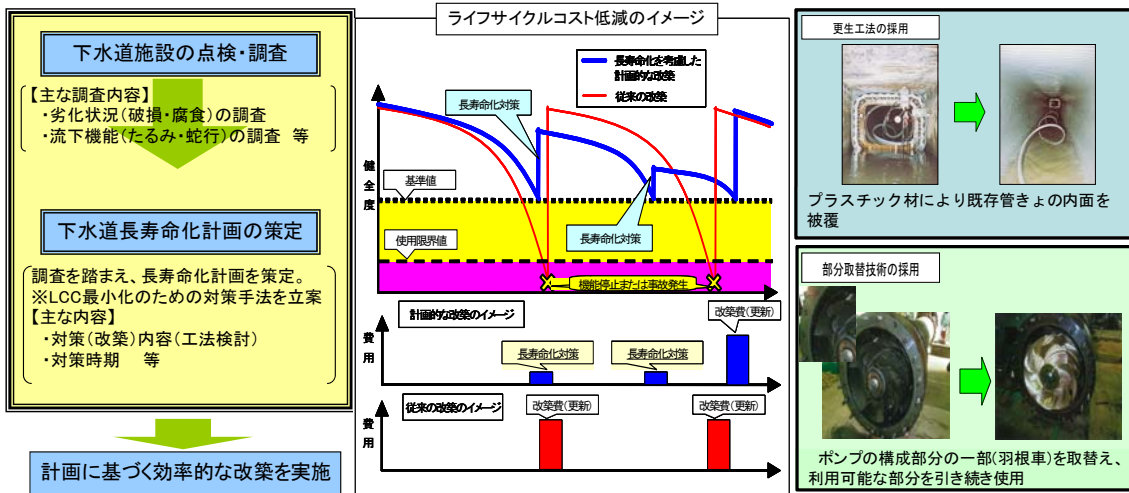 下水道施設の点検・調査
【主な調査内容】
・劣化状況(破損・腐食)の調査
・流下機能(たるみ・蛇行)の調査　等
下水道長寿命化計画の策定
調査を踏まえ、長寿命化計画を策定。
※LCC最小化のための対策手法を立案
【主な内容】
・対策(改築)内容(工法検討)
・対策時期　等
計画に基づく効率的な改築を実施
ライフサイクルコスト低減のイメージ
長寿命化を考慮した
計画的な改築
従来の改築
長寿命化対策
健全度
基準値
長寿命化対策
使用限界値
機能停止または事故発生
計画的な改築のイメージ
改築費(更新)
費用
長寿命化対策
長寿命化対策
従来の改築のイメージ
費用
改築費(更新)
改築費(更新)
更生工法の採用
プラスチック材により既存管きょの内面を
被覆
部分取替技術の採用
ポンプの構成部分の一部(羽根車)を取替え、
利用可能な部分を引き続き使用